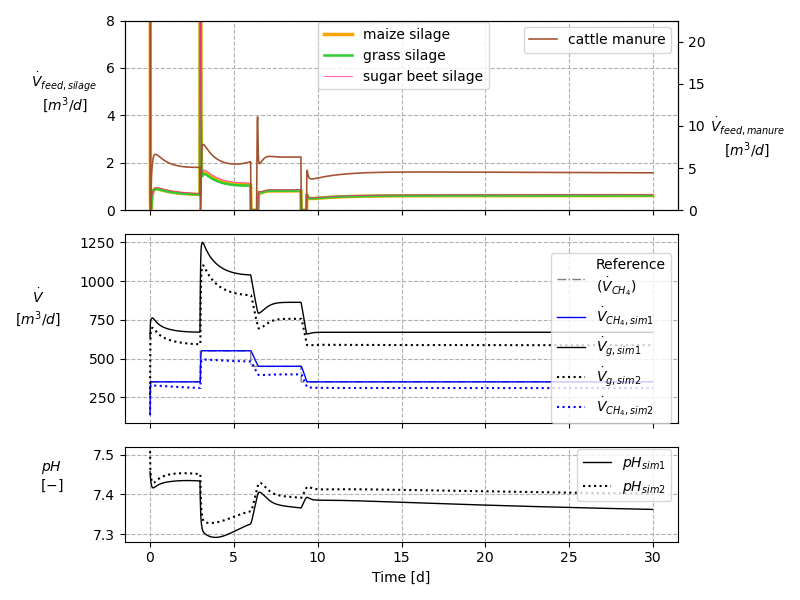 8
6
4
2
0
V̇feed, silage
[m³/d]
maize silage
grass silage
sugar beet silage
cattle manure
20
15
10
5
0
V̇feed, manure
[m³/d]
1250
1000
750
500
250
V̇
[m³/d]
Reference
(V̇CH₄)
V̇CH₄, sim1
V̇g, sim1
V̇g, sim2
V̇CH₄, sim2
7.5
7.4
7.3
pH
[−]
pHsim1
pHsim2
0 5 10 15 20 25 30
Time [d]